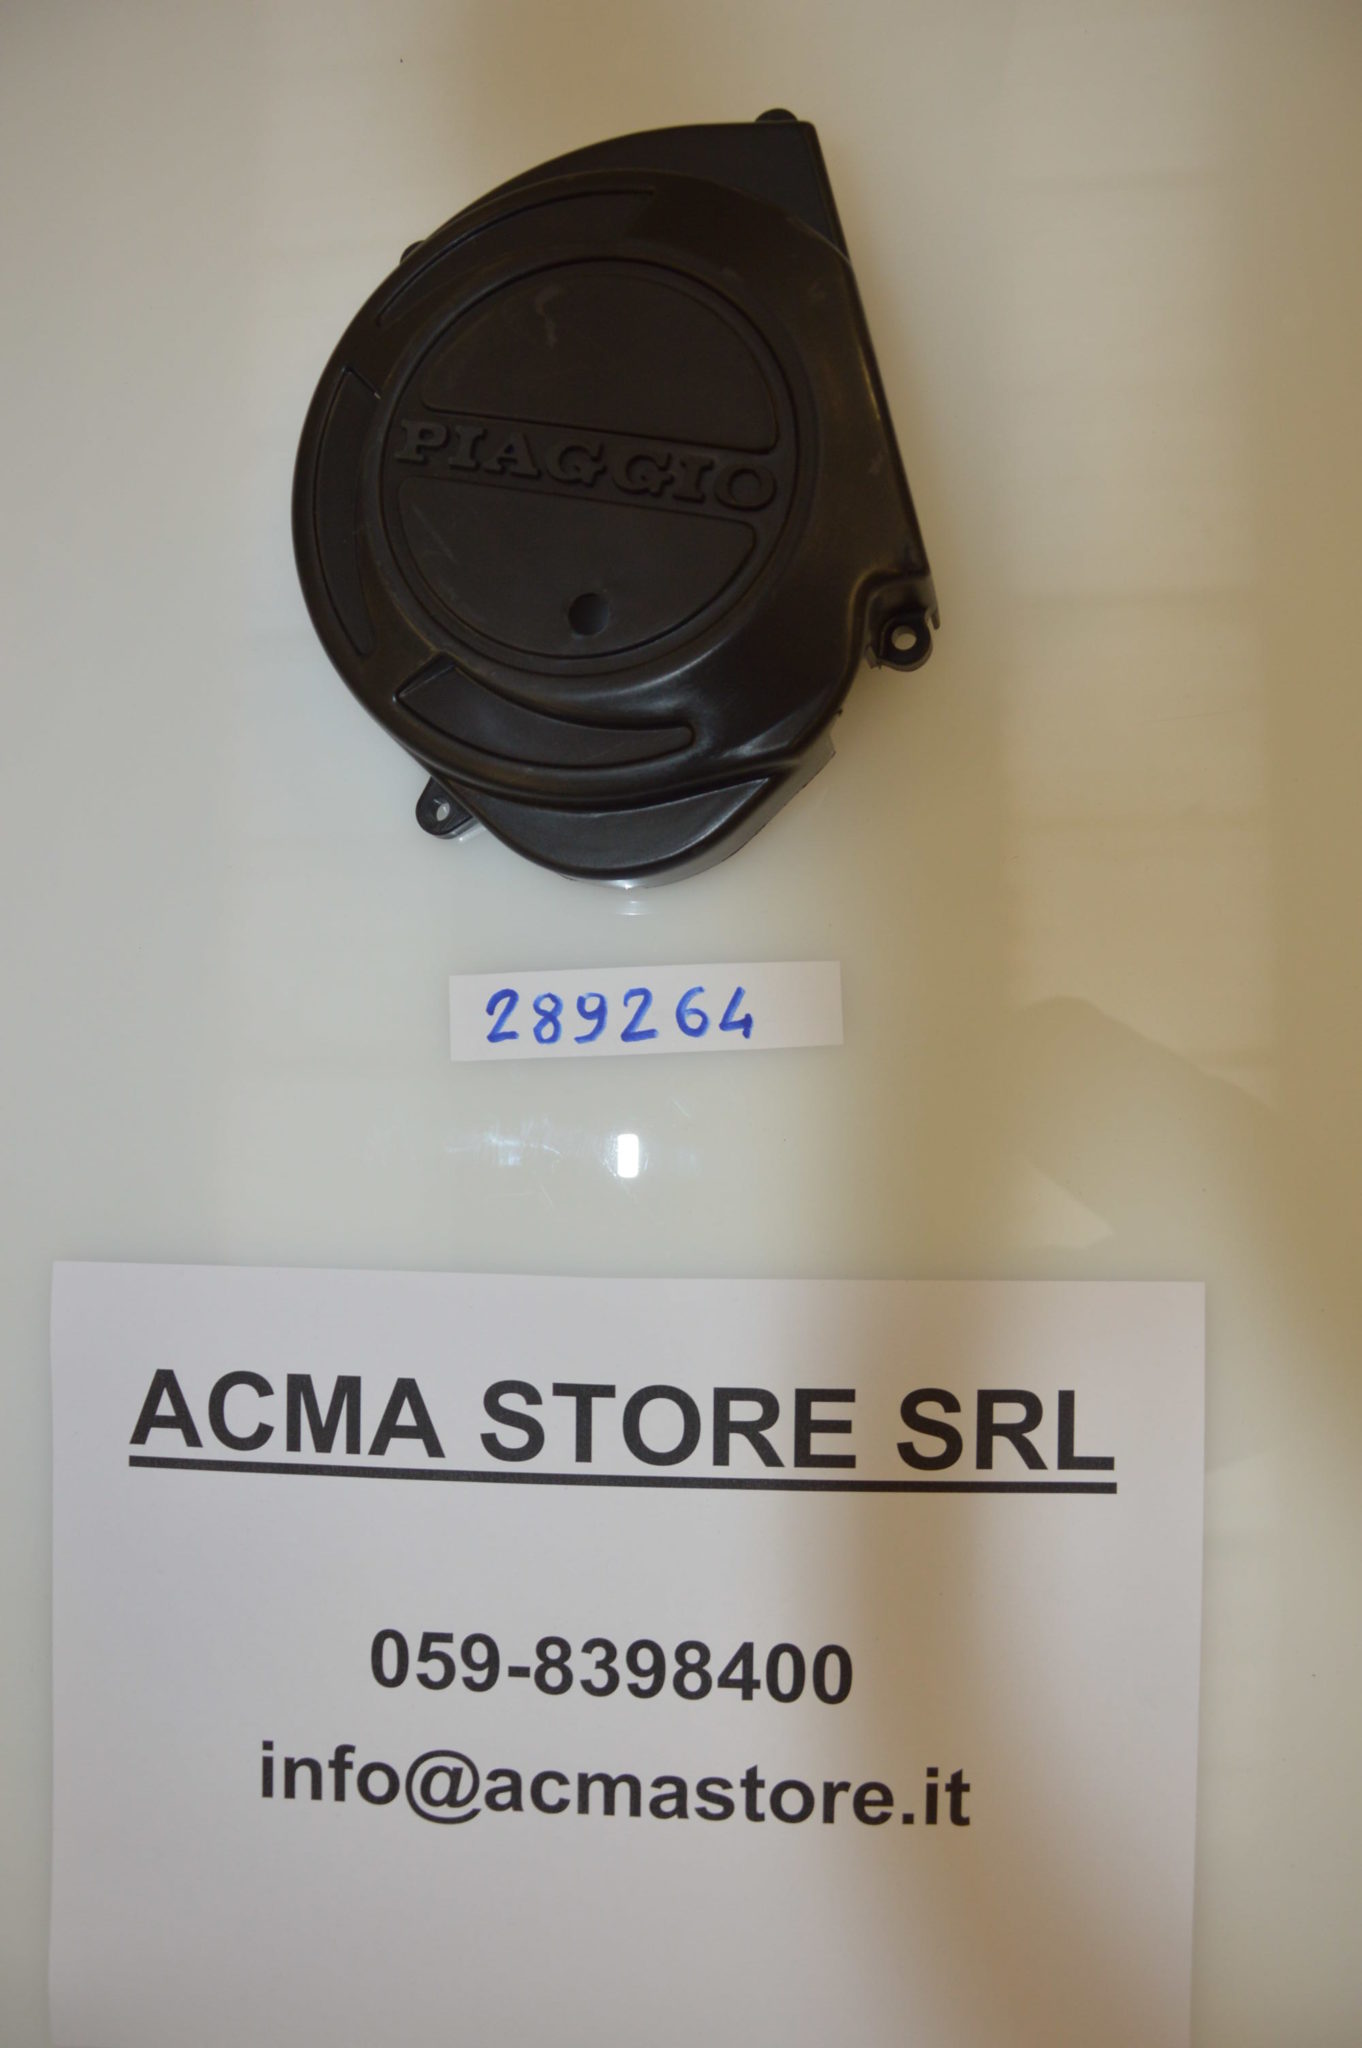 PIAGGIO
289264
ACMA STORE SRL
059-8398400
info@acmastore.it